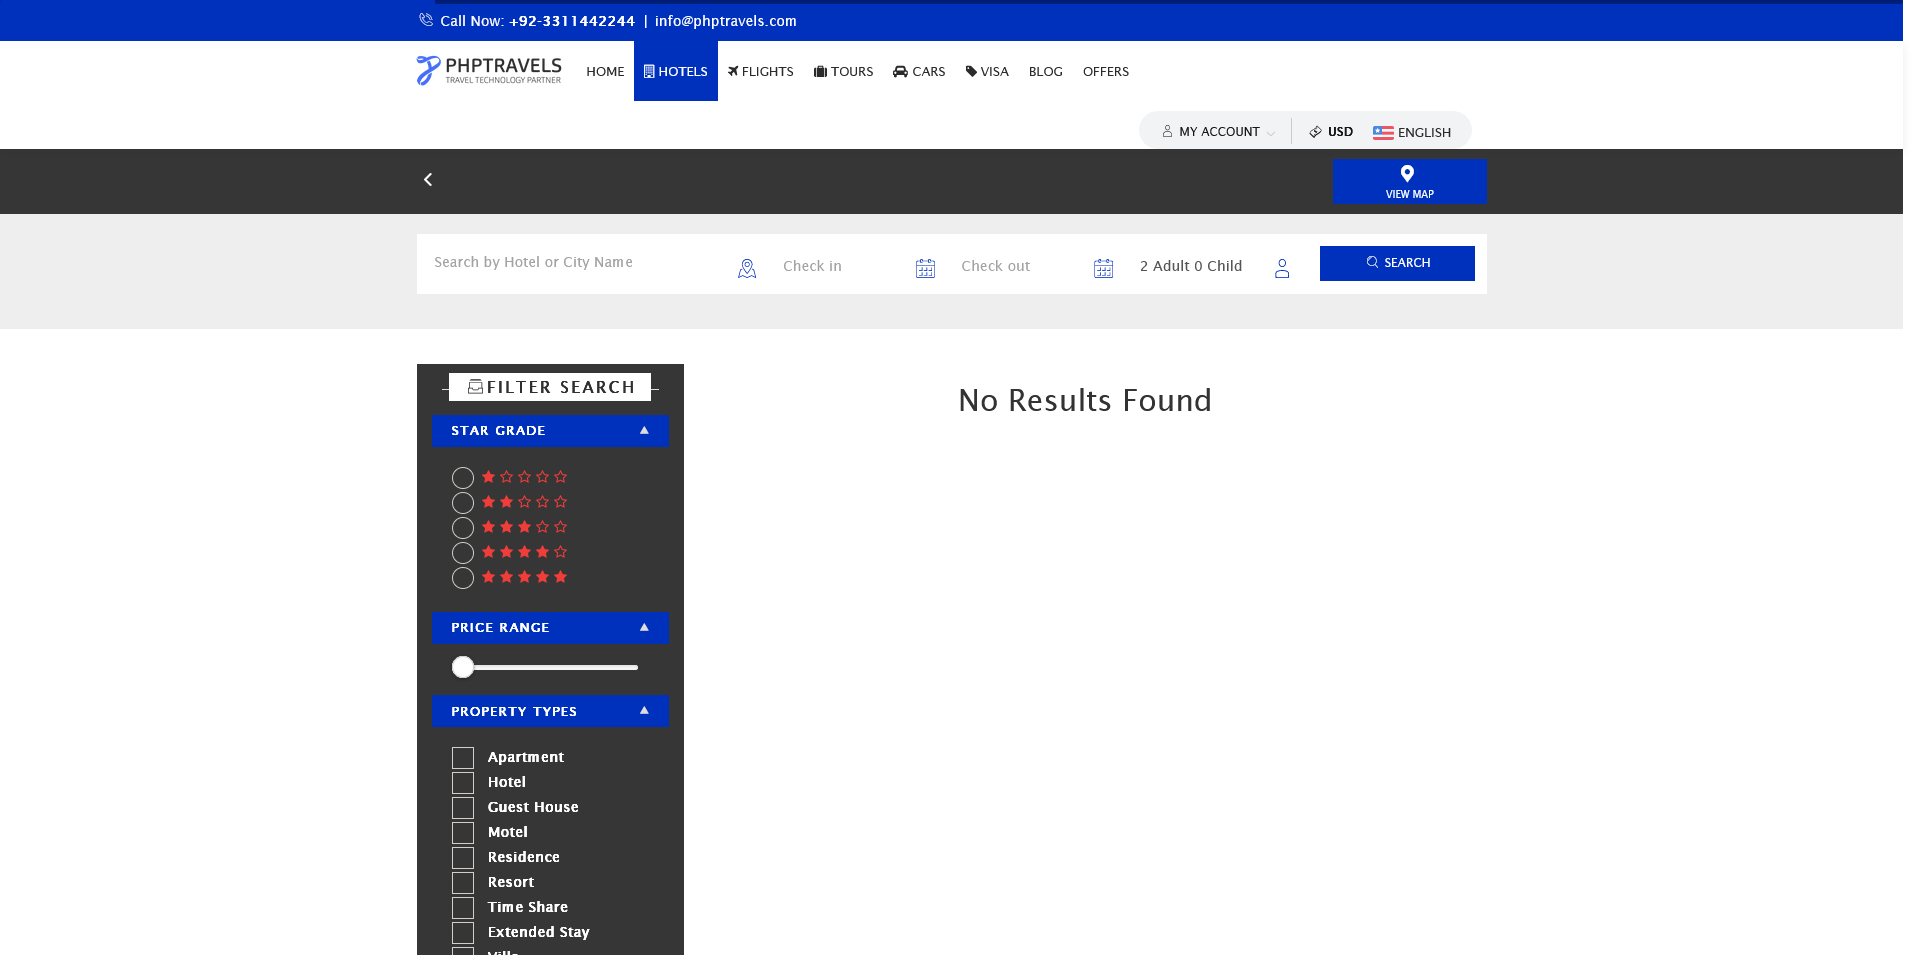 Call Now: +92-3311442244 | info@phptravels.com
PHPTRAVELS
TRAVEL TECHNOLOGY PARTNER
HOME HOTELS FLIGHTS TOURS CARS VISA BLOG OFFERS
MY ACCOUNT USD ENGLISH
VIEW MAP
Search by Hotel or City Name Check in Check out 2 Adult 0 Child SEARCH
FILTER SEARCH
No Results Found
STAR GRADE
PRICE RANGE
PROPERTY TYPES
Apartment
Hotel
Guest House
Motel
Residence
Resort
Time Share
Extended Stay
Villa